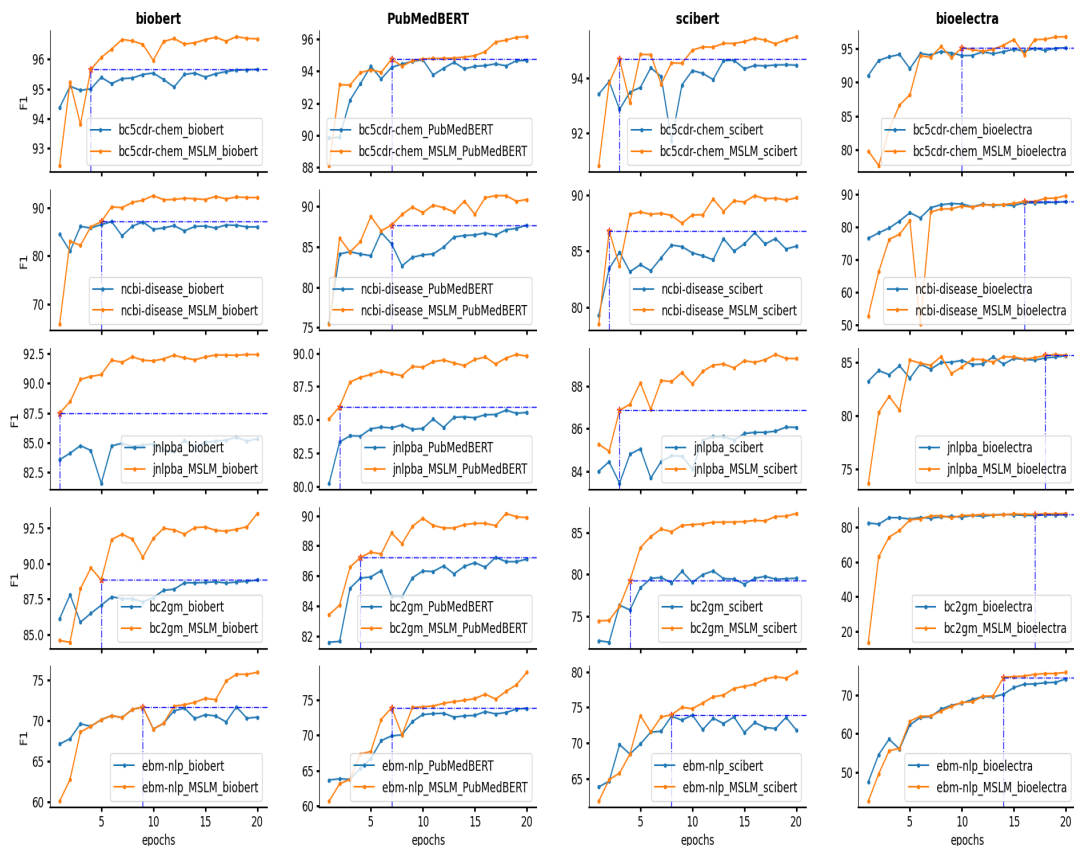 biobert
PubMedBERT
scibert
bioelectra
F1
96
95
94
93
bc5cdr-chem_biobert
bc5cdr-chem_MSLM_biobert
96
94
92
90
88
bc5cdr-chem_PubMedBERT
bc5cdr-chem_MSLM_PubMedBERT
94
92
bc5cdr-chem_scibert
bc5cdr-chem_MSLM_scibert
95
90
85
80
76
bc5cdr-chem_bioelectra
bc5cdr-chem_MSLM_bioelectra
F1
90
80
70
ncbi-disease_biobert
ncbi-disease_MSLM_biobert
90
85
80
75
ncbi-disease_PubMedBERT
ncbi-disease_MSLM_PubMedBERT
90
85
80
ncbi-disease_scibert
ncbi-disease_MSLM_scibert
90
80
70
60
50
ncbi-disease_bioelectra
ncbi-disease_MSLM_bioelectra
F1
92.5
90.0
87.5
85.0
82.5
jnlpba_biobert
jnlpba_MSLM_biobert
90.0
87.5
85.0
82.5
80.0
jnlpba_PubMedBERT
jnlpba_MSLM_PubMedBERT
88
86
84
jnlpba_scibert
jnlpba_MSLM_scibert
85
80
75
jnlpba_bioelectra
jnlpba_MSLM_bioelectra
F1
92.5
90.0
87.5
85.0
bc2gm_biobert
bc2gm_MSLM_biobert
90
88
86
84
82
bc2gm_PubMedBERT
bc2gm_MSLM_PubMedBERT
85
80
75
70
bc2gm_scibert
bc2gm_MSLM_scibert
80
60
40
20
10
bc2gm_bioelectra
bc2gm_MSLM_bioelectra
F1
75
70
65
60
ebm-nlp_biobert
ebm-nlp_MSLM_biobert
5
10
15
20
epochs
75
70
65
60
ebm-nlp_PubMedBERT
ebm-nlp_MSLM_PubMedBERT
5
10
15
20
epochs
80
75
70
65
ebm-nlp_scibert
ebm-nlp_MSLM_scibert
5
10
15
20
epochs
70
60
50
ebm-nlp_bioelectra
ebm-nlp_MSLM_bioelectra
5
10
15
20
epochs